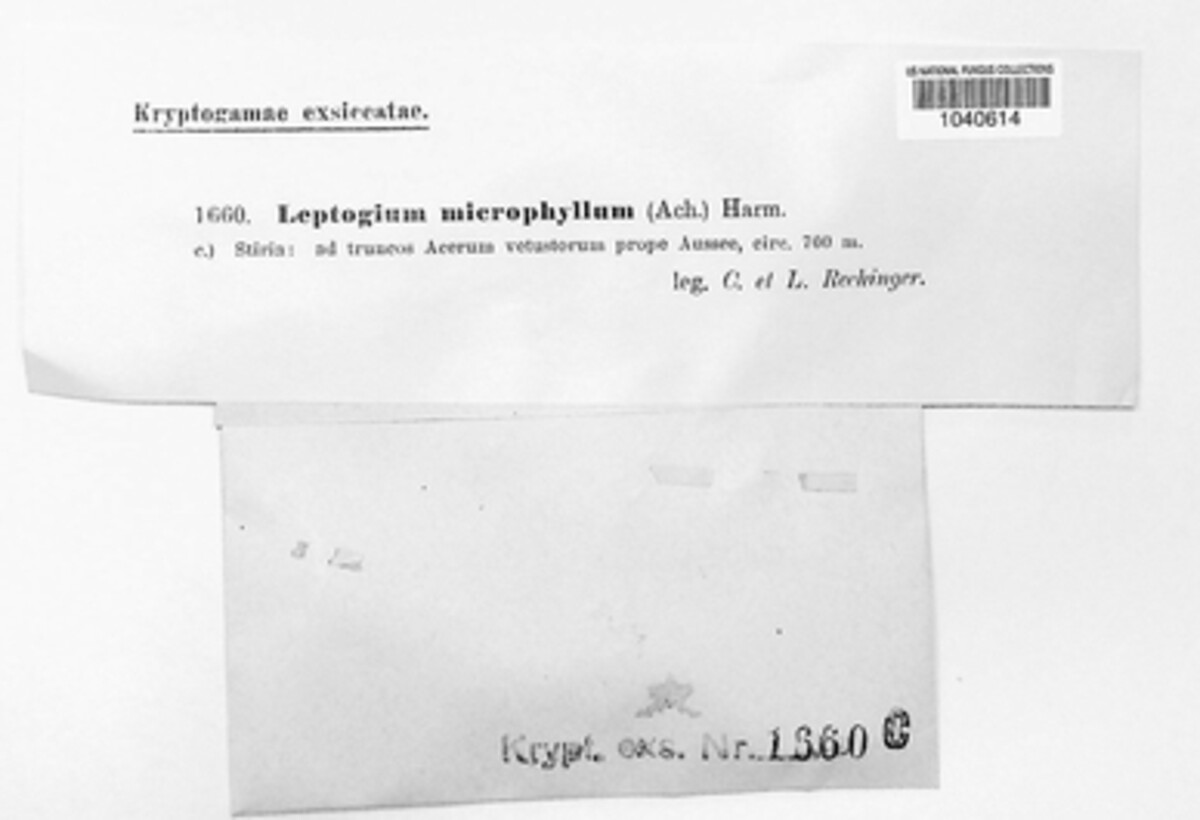 US NATIONAL FUNGUS COLLECTIONS
1040614
Kryptogamae exsiccatae.
1660. Leptogium microphyllum (Ach.) Harm.
c.) Stiria: ad truncos Acerum vetustorum prope Aussee, circ. 700 m.
leg. C. et L. Rechinger.
Krypt. exs. Nr. 1660 C